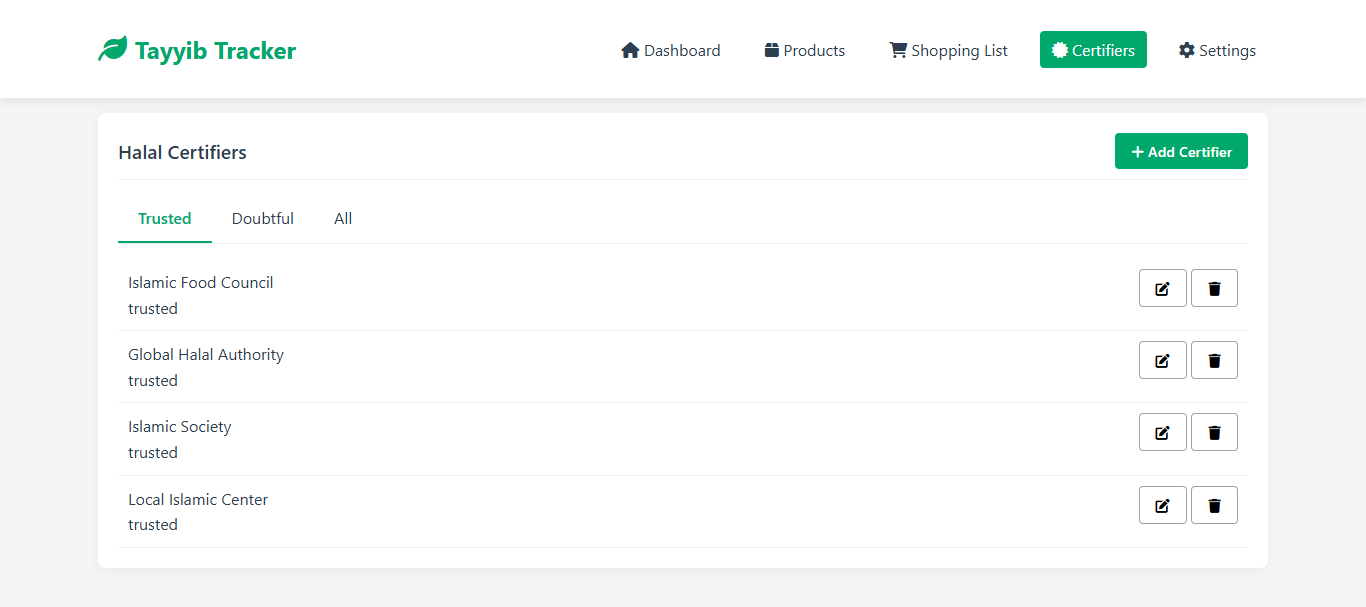 Tayyib Tracker
Dashboard Products Shopping List Certifiers Settings
Halal Certifiers
Add Certifier
Trusted Doubtful All
Islamic Food Council
trusted
Global Halal Authority
trusted
Islamic Society
trusted
Local Islamic Center
trusted